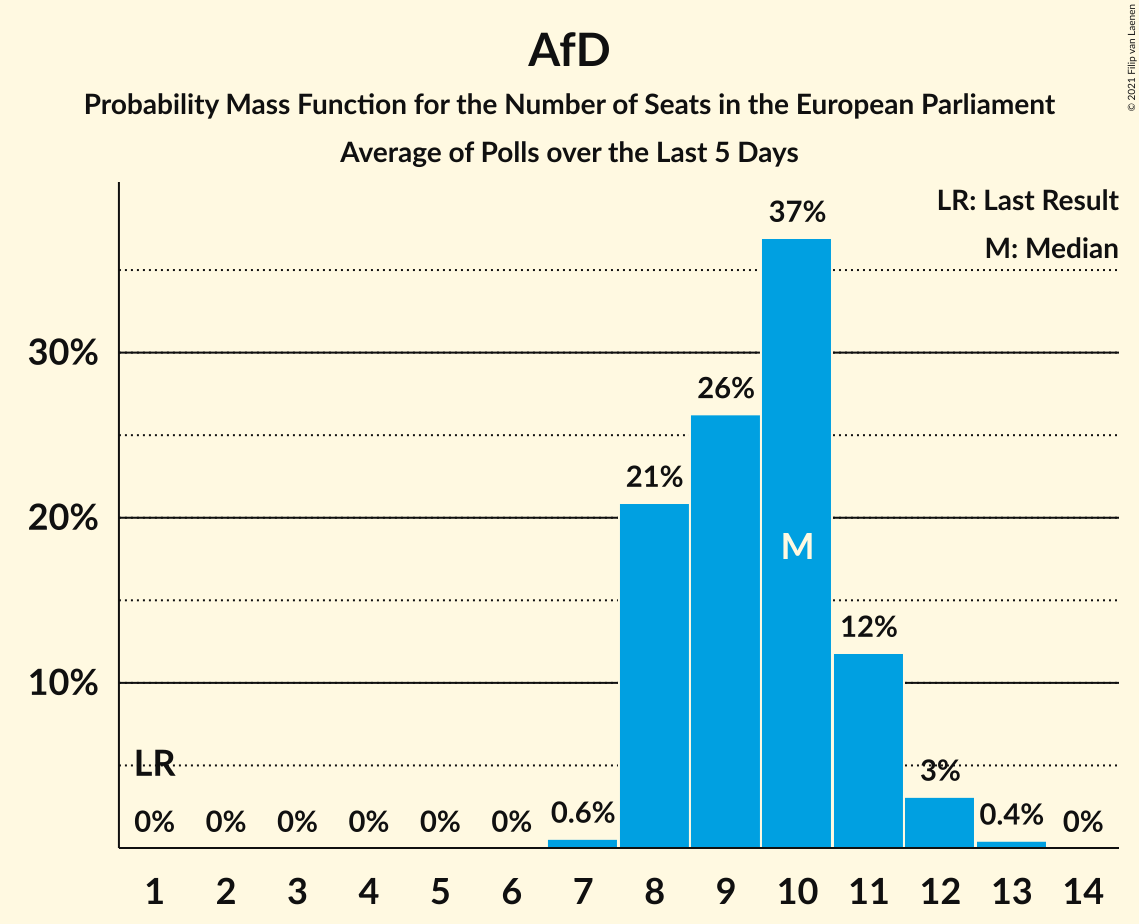 AfD
Probability Mass Function for the Number of Seats in the European Parliament
Average of Polls over the Last 5 Days
© 2021 Filip van Laenen
LR: Last Result
M: Median
30%
20%
10%
LR
0% 0% 0% 0% 0% 0% 0.6% 21% 26% 37% 12% 3% 0.4% 0%
M
1 2 3 4 5 6 7 8 9 10 11 12 13 14